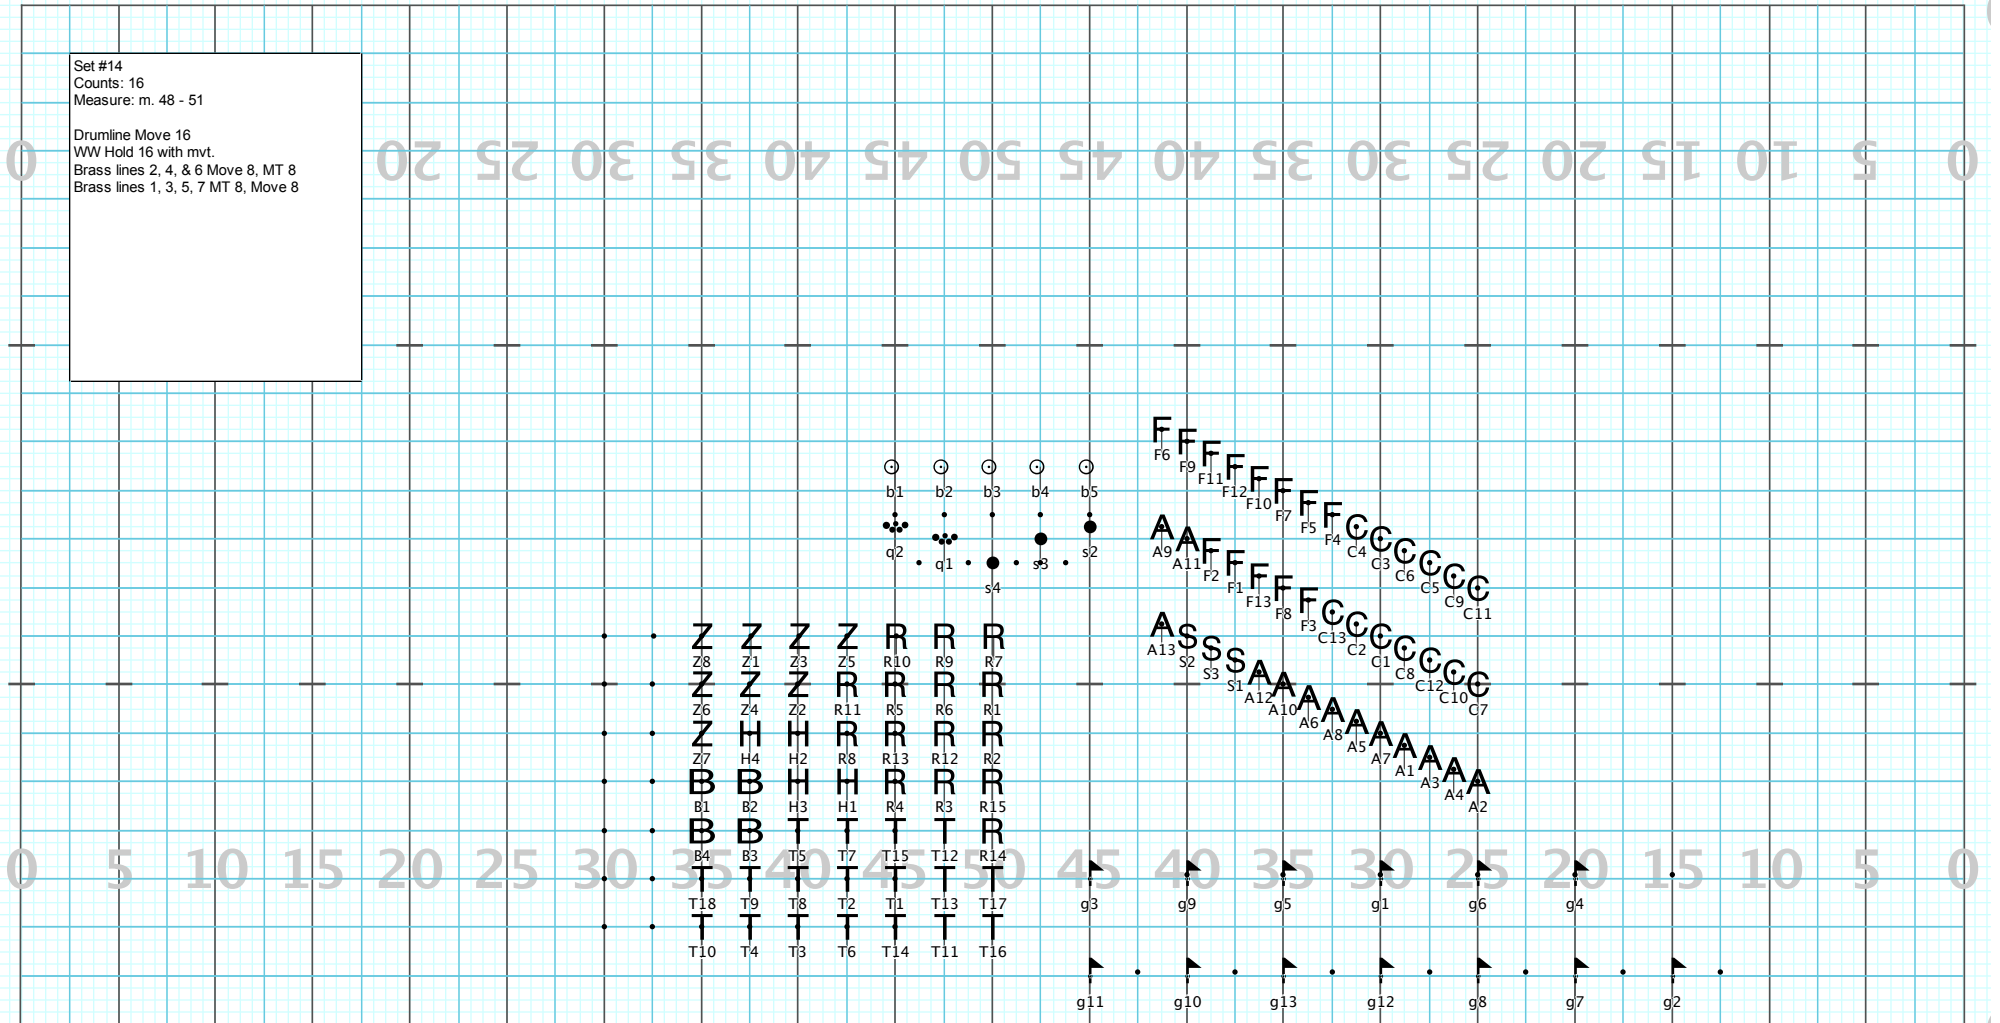 Set #14
Counts: 16
Measure: m. 48 - 51
Drumline Move 16
WW Hold 16 with mvt.
Brass lines 2, 4, & 6 Move 8, MT 8
Brass lines 1, 3, 5, 7 MT 8, Move 8
0 20 25 30 35 40 45 50 45 40 35 30 25 20 15 10 5 0
F F F F F F F F C C C C C C
F6 F9 F11 F12 F10 F7 F5 F4 C4 C3 C6 C5 C9 C11
b1 b2 b3 b4 b5
q2 q1 s4 s3 s2
A A F F F F F C C C C C C C
A9 A11 F2 F1 F13 F8 F3 C13 C2 C1 C8 C12 C10 C7
A S S S A A A A A A A A A A
A13 S2 S3 S1 A12 A10 A6 A8 A5 A7 A1 A3 A4 A2
Z Z Z Z R R R
Z8 Z1 Z3 Z5 R10 R9 R7
Z Z Z R R R R
Z6 Z4 Z2 R11 R5 R6 R1
Z H H R R R R
Z7 H4 H2 R8 R13 R12 R2
B B H H R R R
B1 B2 H3 H1 R4 R3 R15
B B T T T T R
B4 B3 T5 T7 T15 T12 R14
0 5 10 15 20 25 30 35 40 45 50 45 40 35 30 25 20 15 10 5 0
T T T T T T T
T18 T9 T8 T2 T1 T13 T17 g3 g9 g5 g1 g6 g4
T T T T T T T
T10 T4 T3 T6 T14 T11 T16
g11 g10 g13 g12 g8 g7 g2